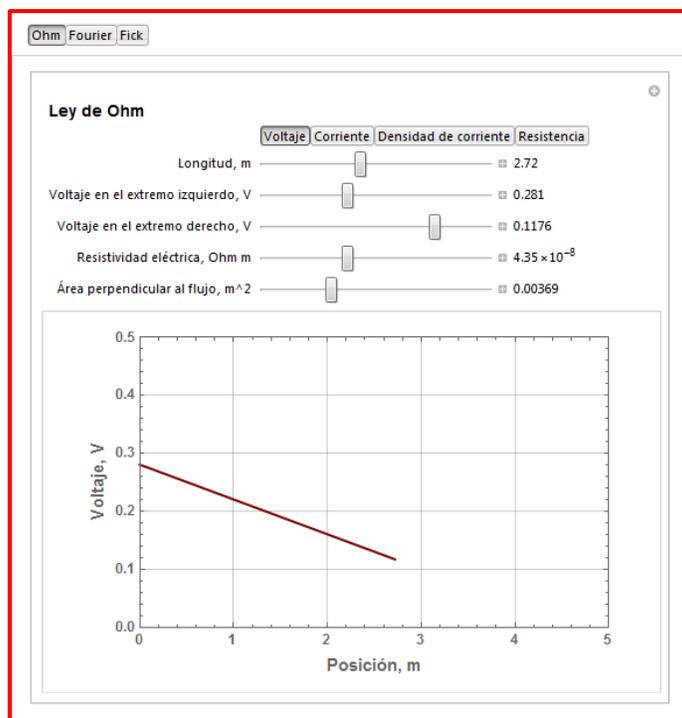 Ohm Fourier Fick
Ley de Ohm
Voltaje Corriente Densidad de corriente Resistencia
Longitud, m 2.72
Voltaje en el extremo izquierdo, V 0.281
Voltaje en el extremo derecho, V 0.1176
Resistividad eléctrica, Ohm m 4.35 × 10⁻⁸
Área perpendicular al flujo, m^2 0.00369
0.5
0.4
0.3
0.2
0.1
0.0
Voltaje, V
0 1 2 3 4 5
Posición, m